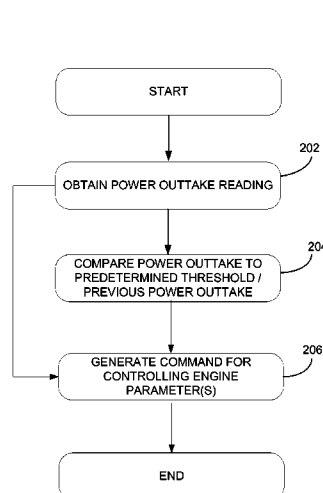 START
202
OBTAIN POWER OUTTAKE READING
204
COMPARE POWER OUTTAKE TO
PREDETERMINED THRESHOLD /
PREVIOUS POWER OUTTAKE
206
GENERATE COMMAND FOR
CONTROLLING ENGINE
PARAMETER(S)
END